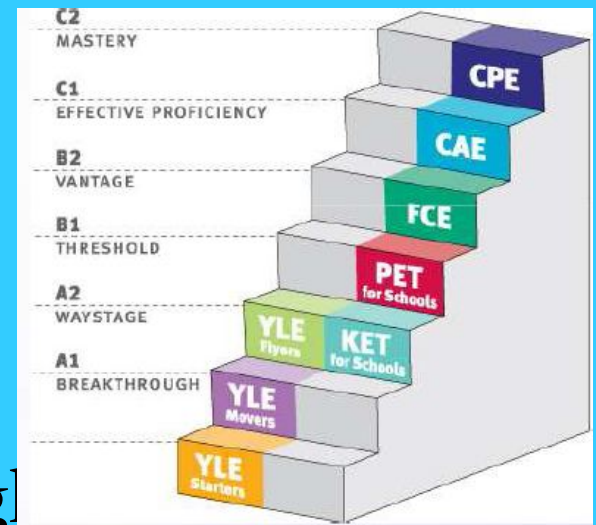 C2
MASTERY
CPE
C1
EFFECTIVE PROFICIENCY
CAE
B2
VANTAGE
FCE
B1
THRESHOLD
PET
for Schools
A2
WAYSTAGE
YLE
Flyers
KET
for Schools
A1
BREAKTHROUGH
YLE
Movers
YLE
Starters